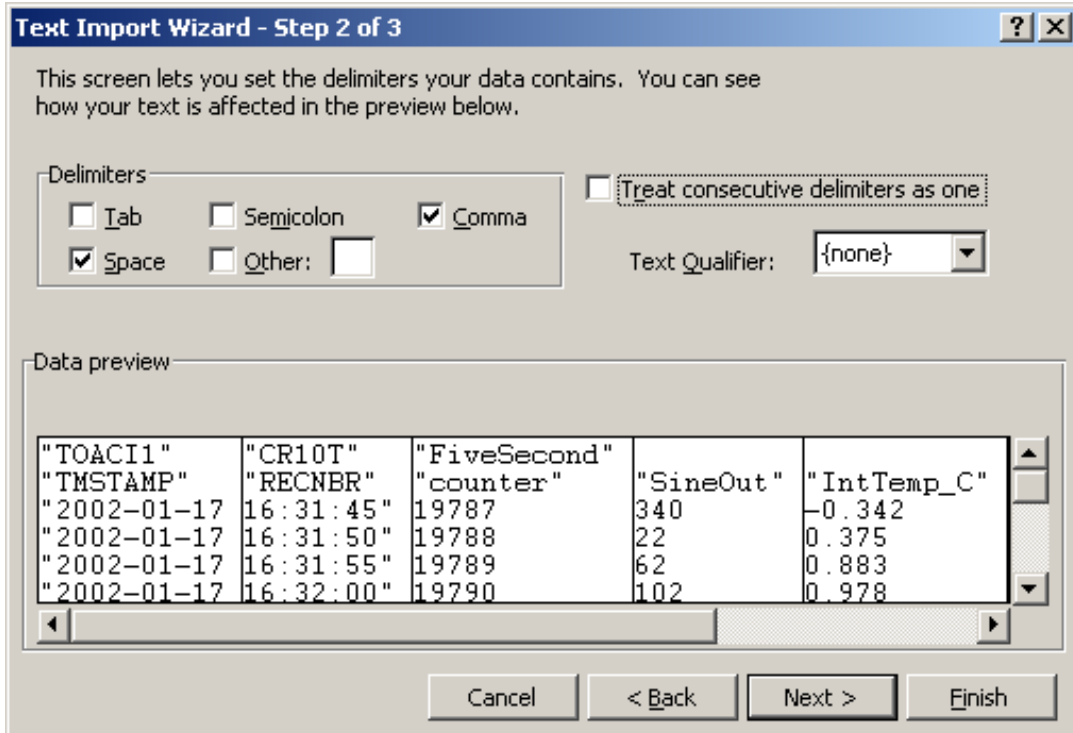 Text Import Wizard - Step 2 of 3
This screen lets you set the delimiters your data contains. You can see
how your text is affected in the preview below.
Delimiters
Tab Semicolon Comma
Space Other:
Treat consecutive delimiters as one
Text Qualifier: {none}
Data preview
"TOACI1" "CR10T" "FiveSecond"
"TMSTAMP" "RECNBR" "counter" "SineOut" "IntTemp_C"
"2002-01-17 16:31:45" 19787 340 -0.342
"2002-01-17 16:31:50" 19788 22 0.375
"2002-01-17 16:31:55" 19789 62 0.883
"2002-01-17 16:32:00" 19790 102 0.978
Cancel < Back Next > Finish